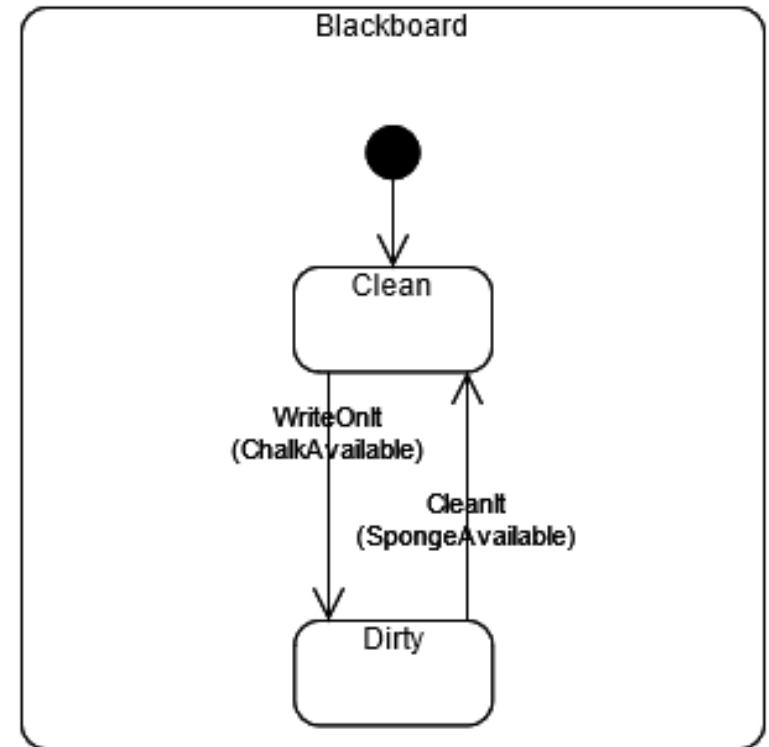 Blackboard
Clean
WriteOnIt
(ChalkAvailable)
CleanIt
(SpongeAvailable)
Dirty